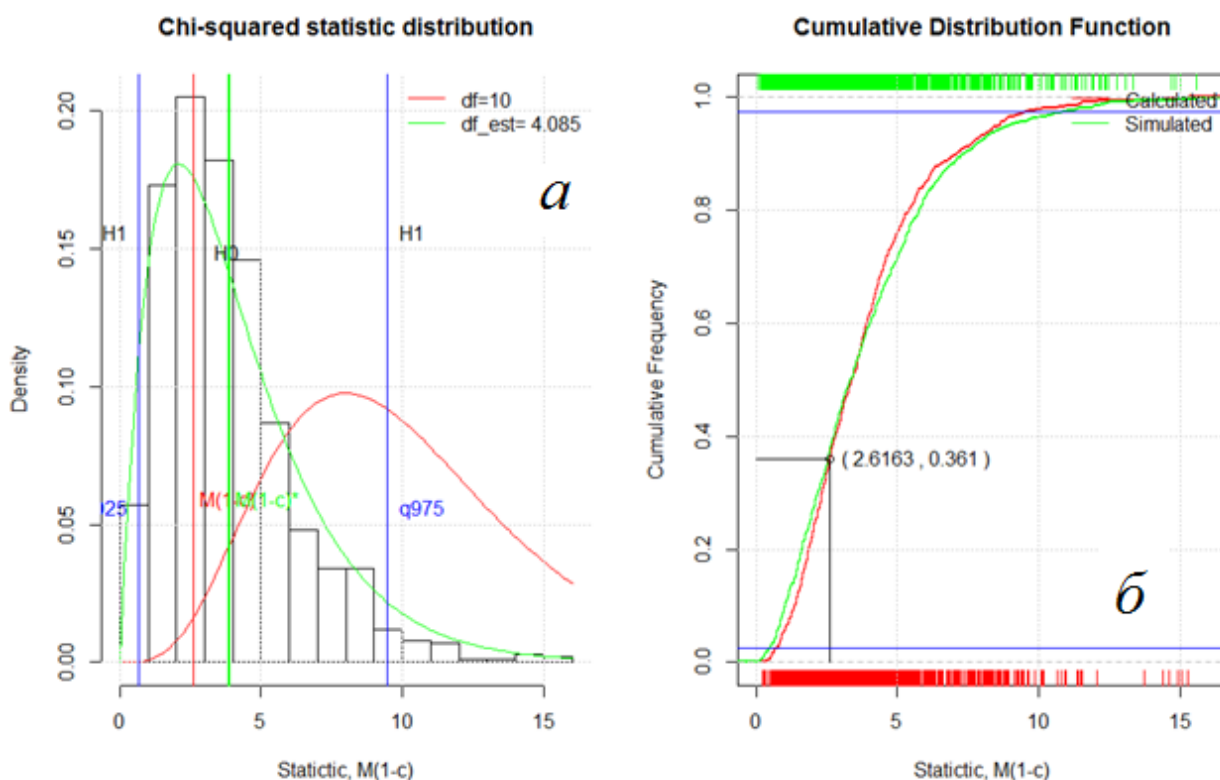 Chi-squared statistic distribution
df=10
df_est= 4.085
а
H1
H0
H1
M(1-c)
M(1-c)*
q975
Density
0.00
0.05
0.10
0.15
0.20
0
5
10
15
Statictic, M(1-c)
Cumulative Distribution Function
Calculated
Simulated
( 2.6163 , 0.361 )
б
Cumulative Frequency
0.0
0.2
0.4
0.6
0.8
1.0
0
5
10
15
Statictic, M(1-c)